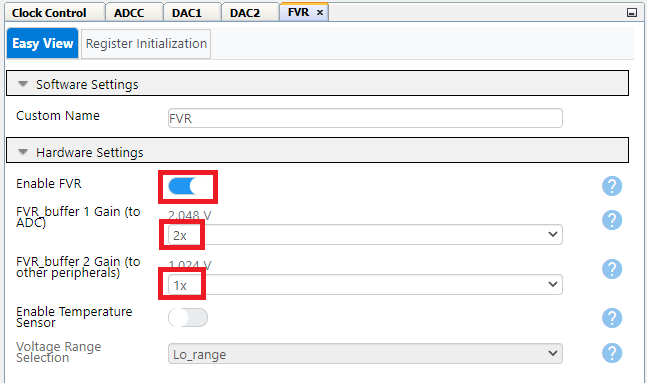 Clock Control ADCC DAC1 DAC2 FVR ×
Easy View Register Initialization
Software Settings
Custom Name FVR
Hardware Settings
Enable FVR ?
FVR_buffer 1 Gain (to
ADC)
2.048 V
2x
?
FVR_buffer 2 Gain (to
other peripherals)
1.024 V
1x
?
Enable Temperature
Sensor
?
Voltage Range
Selection
Lo_range
?